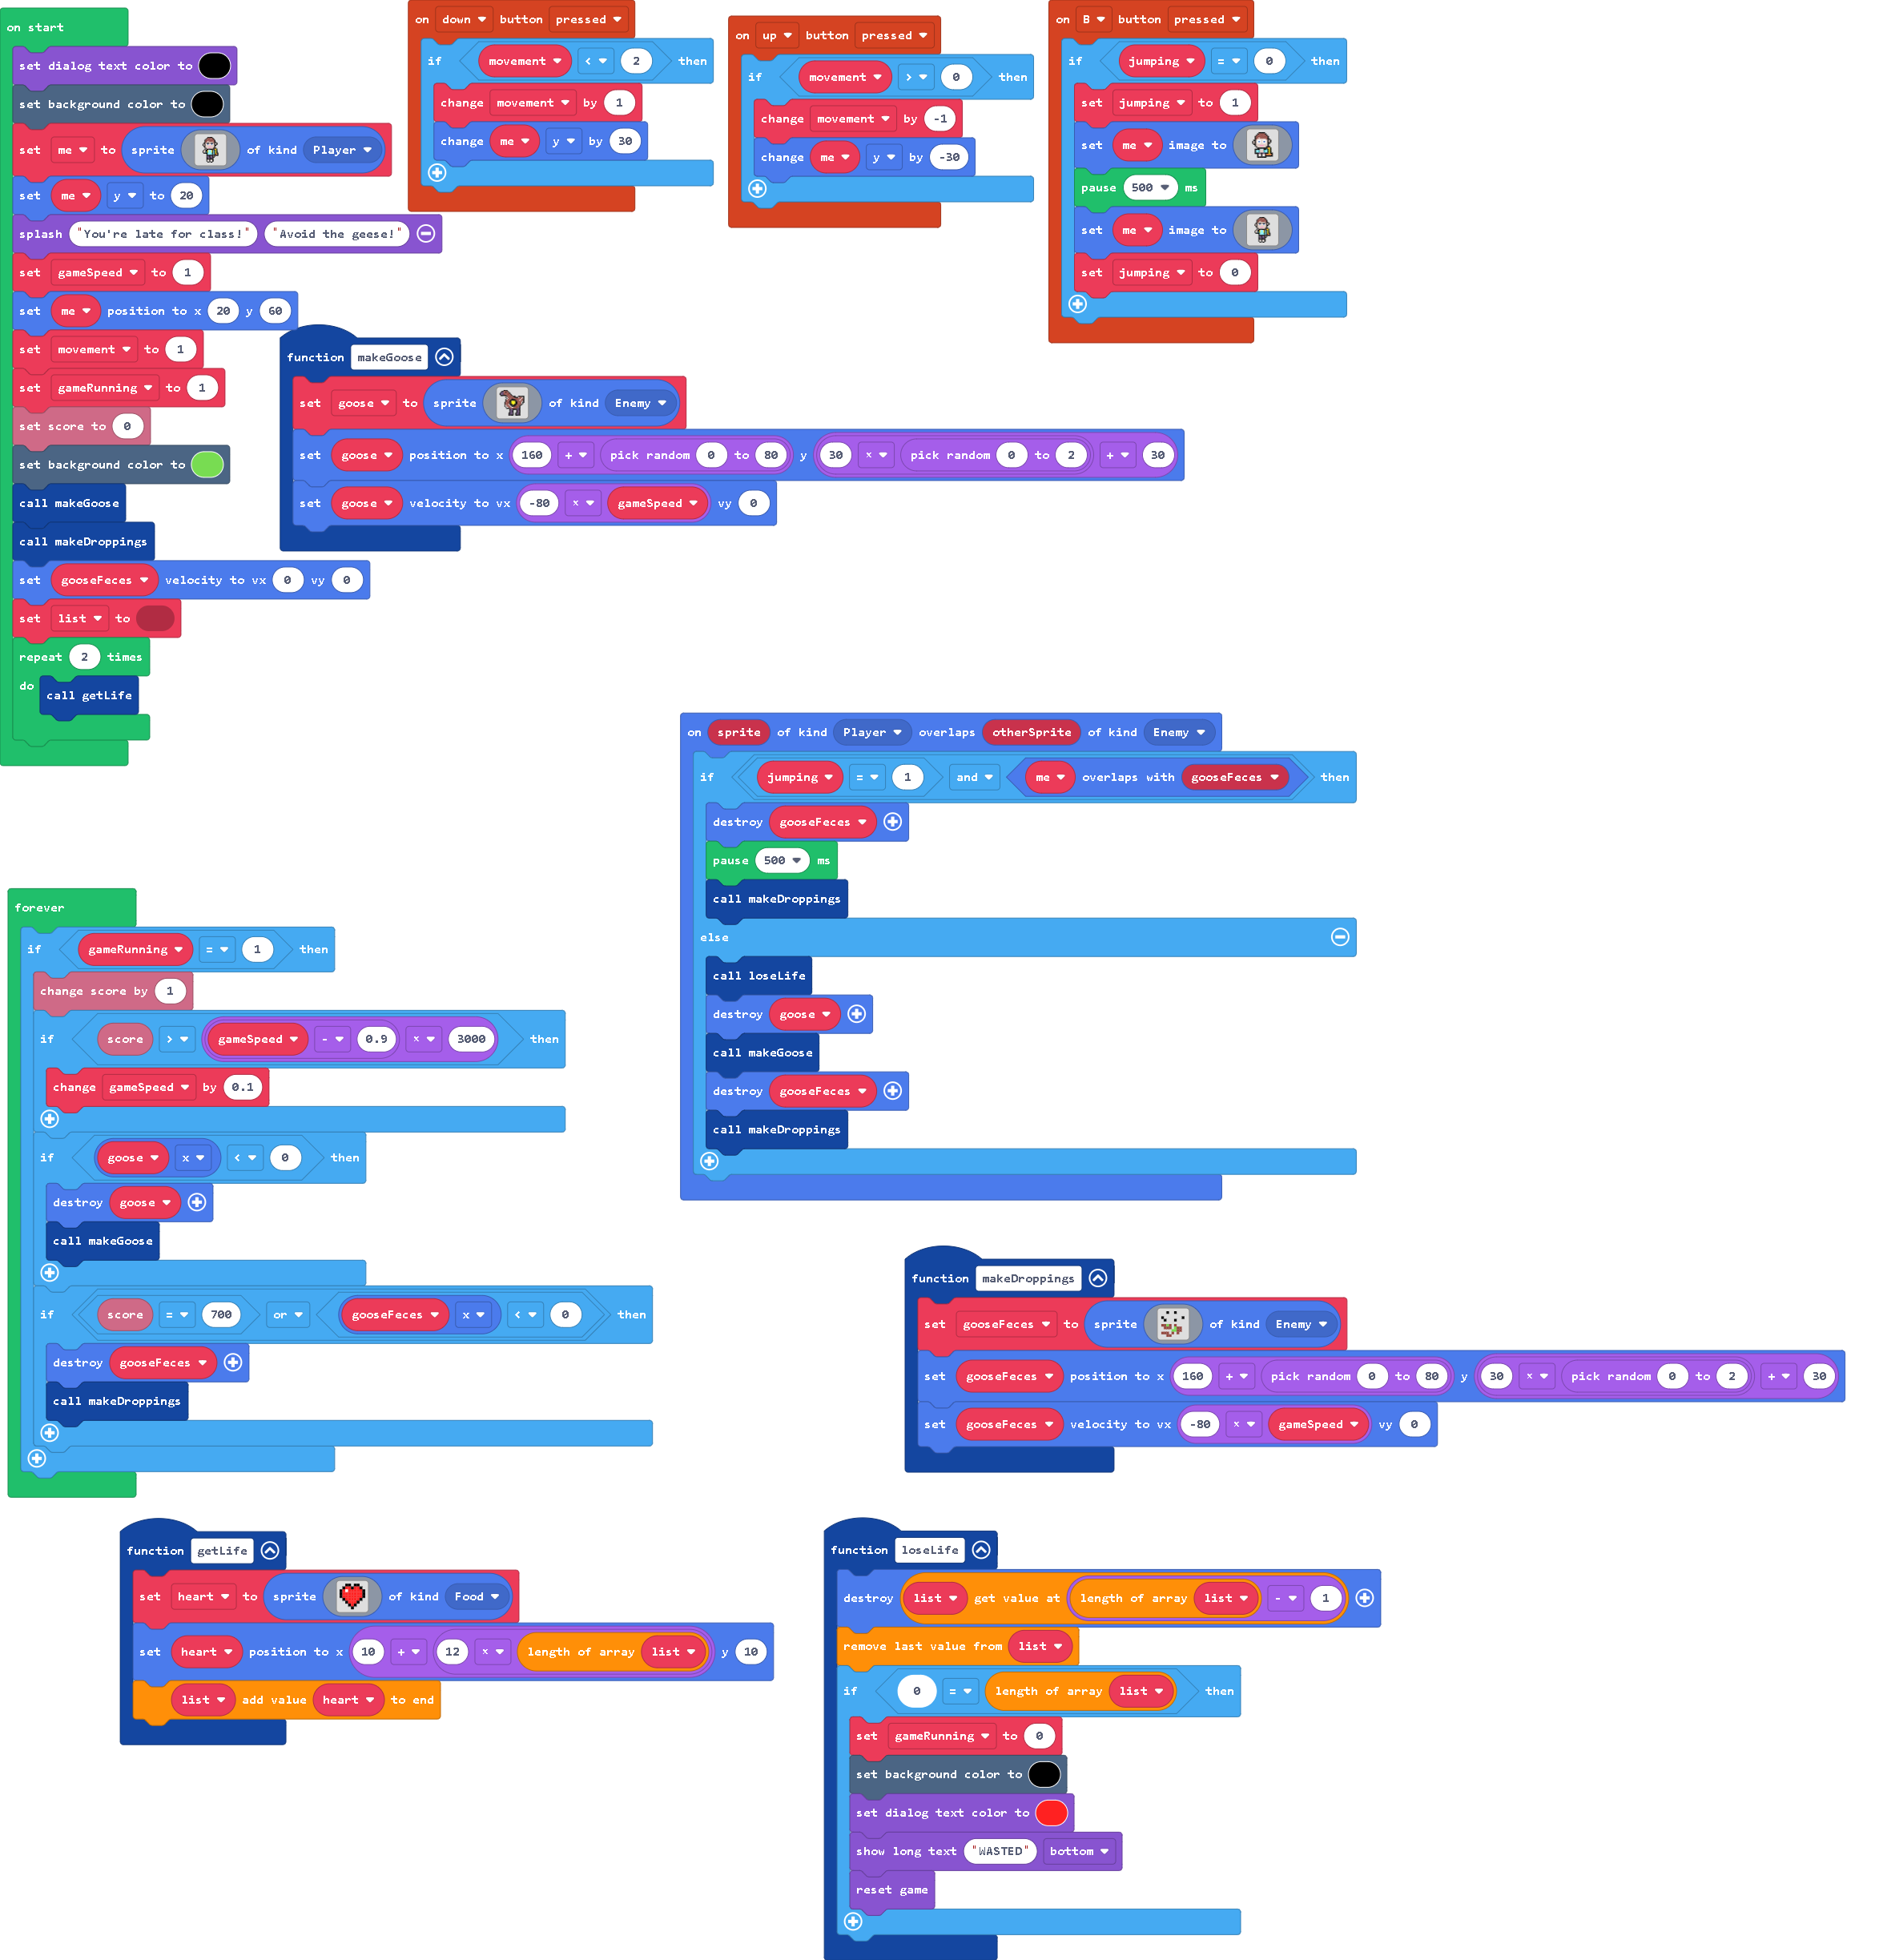 on start
set dialog text color to
set background color to
set me to sprite of kind Player
set me y to 20
splash "You're late for class!" "Avoid the geese!"
set gameSpeed to 1
set me position to x 20 y 60
set movement to 1
set gameRunning to 1
set score to 0
set background color to
call makeGoose
call makeDroppings
set gooseFeces velocity to vx 0 vy 0
set list to
repeat 2 times
do call getLife
on down button pressed
if movement < 2 then
change movement by 1
change me y by 30
on up button pressed
if movement > 0 then
change movement by -1
change me y by -30
on B button pressed
if jumping = 0 then
set jumping to 1
set me image to
pause 500 ms
set me image to
set jumping to 0
function makeGoose
set goose to sprite of kind Enemy
set goose position to x 160 + pick random 0 to 80 y 30 × pick random 0 to 2 + 30
set goose velocity to vx -80 × gameSpeed vy 0
on sprite of kind Player overlaps otherSprite of kind Enemy
if jumping = 1 and me overlaps with gooseFeces then
destroy gooseFeces
pause 500 ms
call makeDroppings
else
call loseLife
destroy goose
call makeGoose
destroy gooseFeces
call makeDroppings
forever
if gameRunning = 1 then
change score by 1
if score > gameSpeed - 0.9 × 3000 then
change gameSpeed by 0.1
if goose x < 0 then
destroy goose
call makeGoose
if score = 700 or gooseFeces x < 0 then
destroy gooseFeces
call makeDroppings
function makeDroppings
set gooseFeces to sprite of kind Enemy
set gooseFeces position to x 160 + pick random 0 to 80 y 30 × pick random 0 to 2 + 30
set gooseFeces velocity to vx -80 × gameSpeed vy 0
function getLife
set heart to sprite of kind Food
set heart position to x 10 + 12 × length of array list y 10
list add value heart to end
function loseLife
destroy list get value at length of array list - 1
remove last value from list
if 0 = length of array list then
set gameRunning to 0
set background color to
set dialog text color to
show long text "WASTED" bottom
reset game